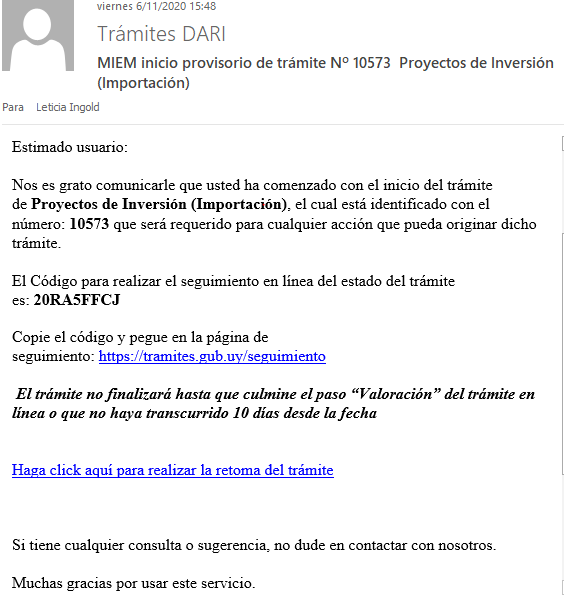 viernes 6/11/2020 15:48
Trámites DARI
MIEM inicio provisorio de trámite Nº 10573 Proyectos de Inversión
(Importación)
Para Leticia Ingold
Estimado usuario:
Nos es grato comunicarle que usted ha comenzado con el inicio del trámite
de Proyectos de Inversión (Importación), el cual está identificado con el
número: 10573 que será requerido para cualquier acción que pueda originar dicho
trámite.
El Código para realizar el seguimiento en línea del estado del trámite
es: 20RA5FFCJ
Copie el código y pegue en la página de
seguimiento: https://tramites.gub.uy/seguimiento
El trámite no finalizará hasta que culmine el paso “Valoración” del trámite en
línea o que no haya transcurrido 10 días desde la fecha
Haga click aquí para realizar la retoma del trámite
Si tiene cualquier consulta o sugerencia, no dude en contactar con nosotros.
Muchas gracias por usar este servicio.